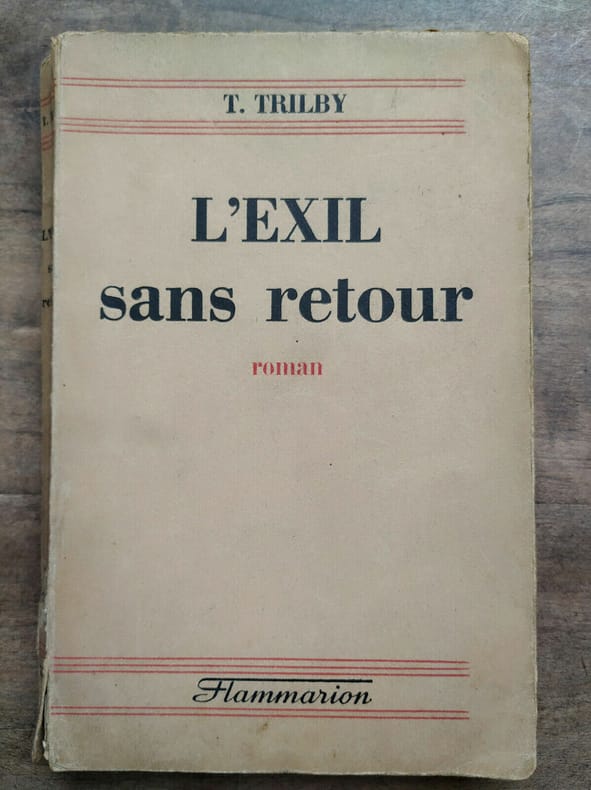 T. TRILBY
L'EXIL
sans retour
roman
Flammarion